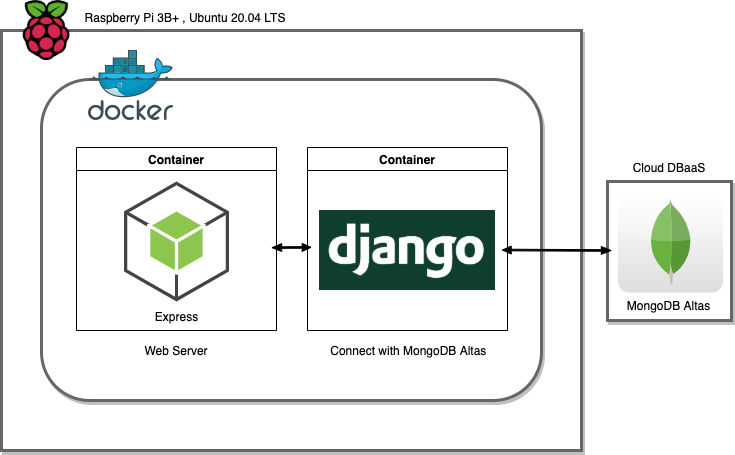 Raspberry Pi 3B+ , Ubuntu 20.04 LTS
docker
Container
Container
Cloud DBaaS
django
Express
MongoDB Altas
Web Server
Connect with MongoDB Altas